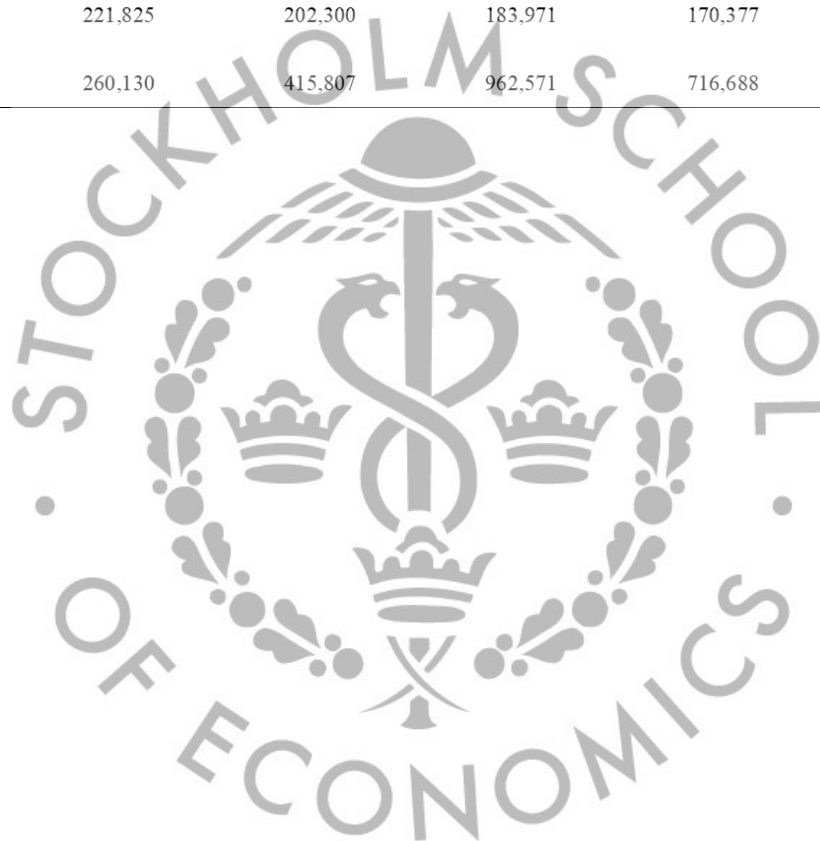 221,825 202,300 183,971 170,377
260,130 415,807 962,571 716,688
STOCKHOLM SCHOOL
OF ECONOMICS